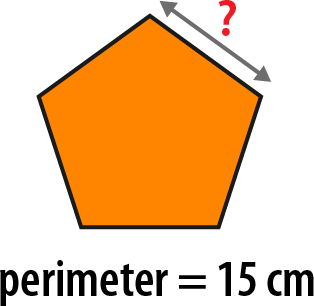 ?
perimeter = 15 cm